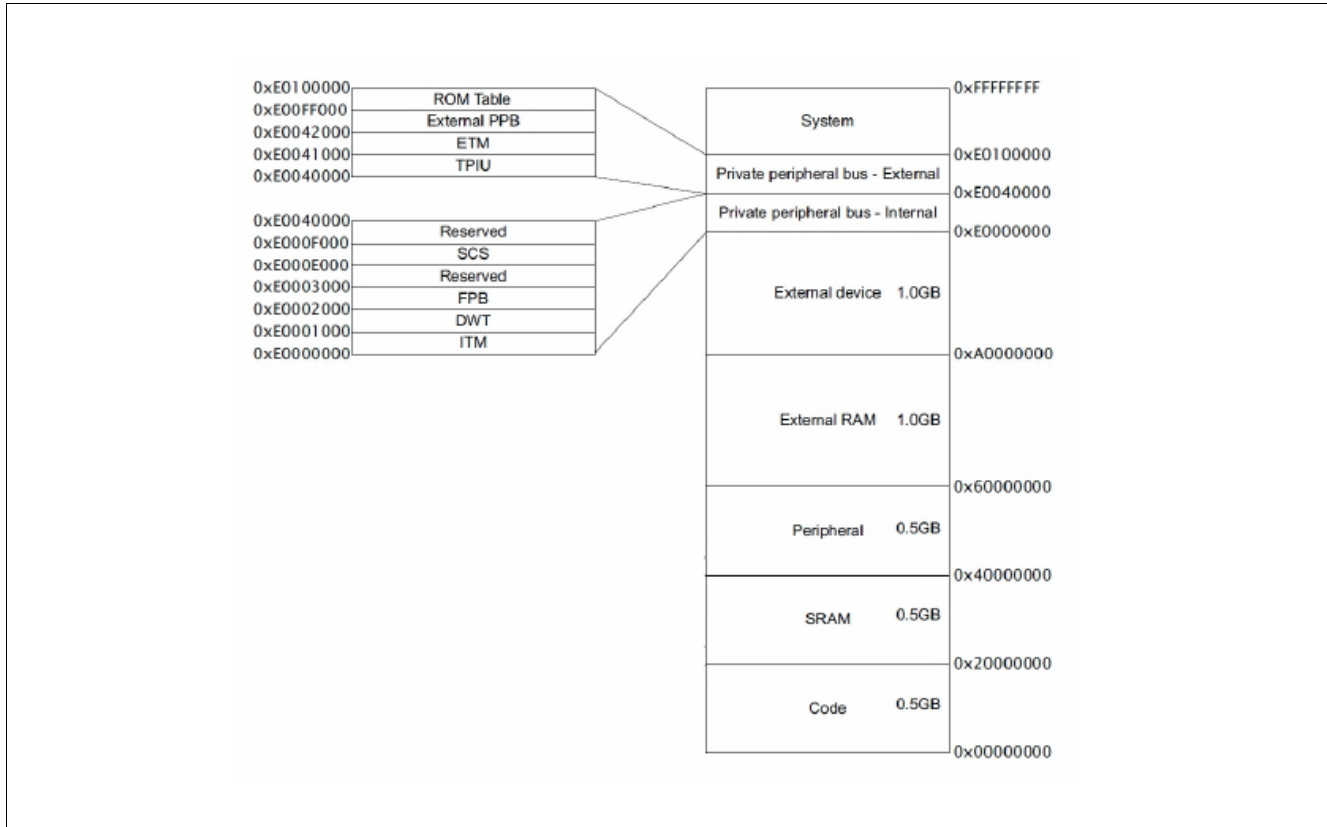 0xE0100000
ROM Table
0xE00FF000
External PPB
0xE0042000
ETM
0xE0041000
TPIU
0xE0040000
0xE0040000
Reserved
0xE000F000
SCS
0xE000E000
Reserved
0xE0003000
FPB
0xE0002000
DWT
0xE0001000
ITM
0xE0000000
0xFFFFFFFF
System
0xE0100000
Private peripheral bus - External
0xE0040000
Private peripheral bus - Internal
0xE0000000
External device 1.0GB
0xA0000000
External RAM 1.0GB
0x60000000
Peripheral 0.5GB
0x40000000
SRAM 0.5GB
0x20000000
Code 0.5GB
0x00000000